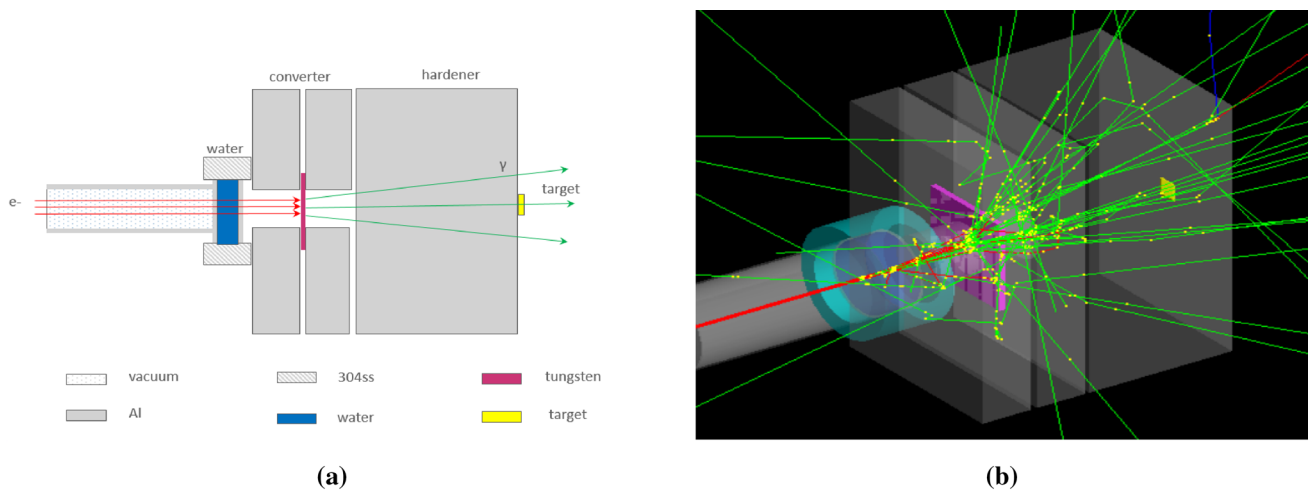 converter
hardener
water
γ
e-
target
vacuum
304ss
tungsten
Al
water
target
(a)
(b)